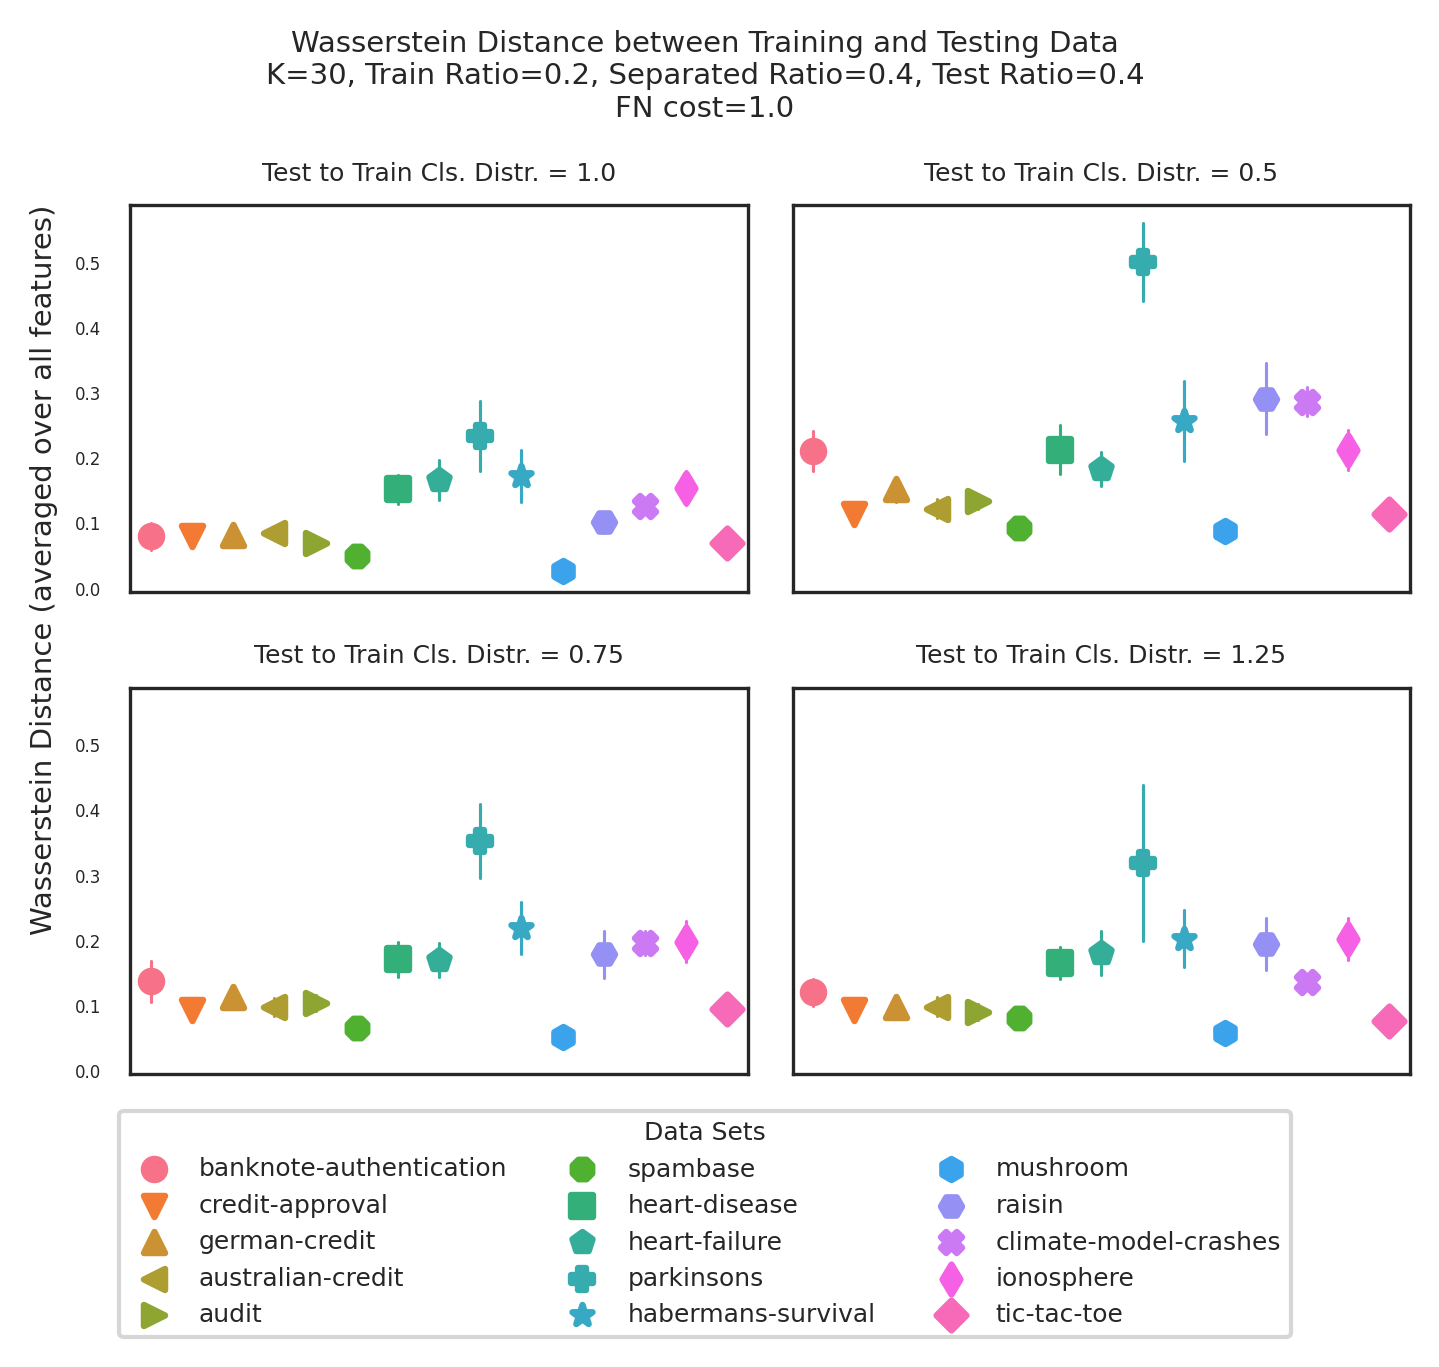 Wasserstein Distance between Training and Testing Data
K=30, Train Ratio=0.2, Separated Ratio=0.4, Test Ratio=0.4
FN cost=1.0
Wasserstein Distance (averaged over all features)
Test to Train Cls. Distr. = 1.0
0.5
0.4
0.3
0.2
0.1
0.0
Test to Train Cls. Distr. = 0.5
Test to Train Cls. Distr. = 0.75
0.5
0.4
0.3
0.2
0.1
0.0
Test to Train Cls. Distr. = 1.25
Data Sets
banknote-authentication
credit-approval
german-credit
australian-credit
audit
spambase
heart-disease
heart-failure
parkinsons
habermans-survival
mushroom
raisin
climate-model-crashes
ionosphere
tic-tac-toe